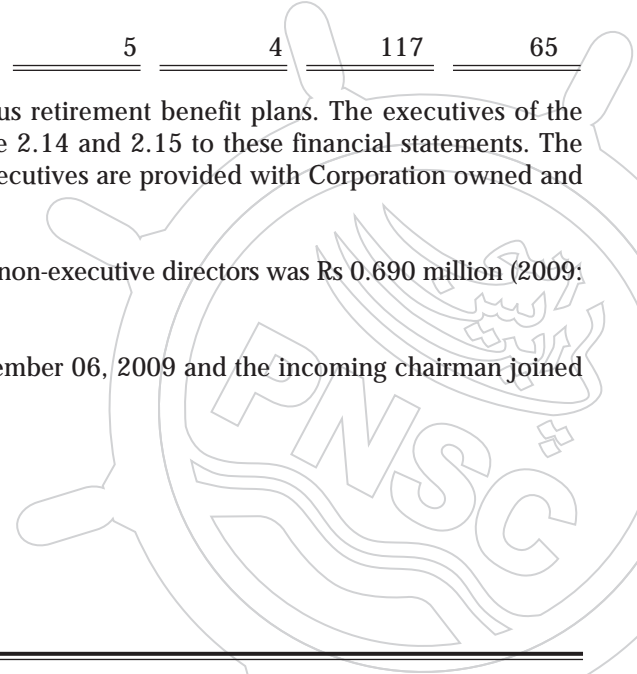 5 4 117 65
us retirement benefit plans. The executives of the
e 2.14 and 2.15 to these financial statements. The
ecutives are provided with Corporation owned and
non-executive directors was Rs 0.690 million (2009:
ember 06, 2009 and the incoming chairman joined
PNSC